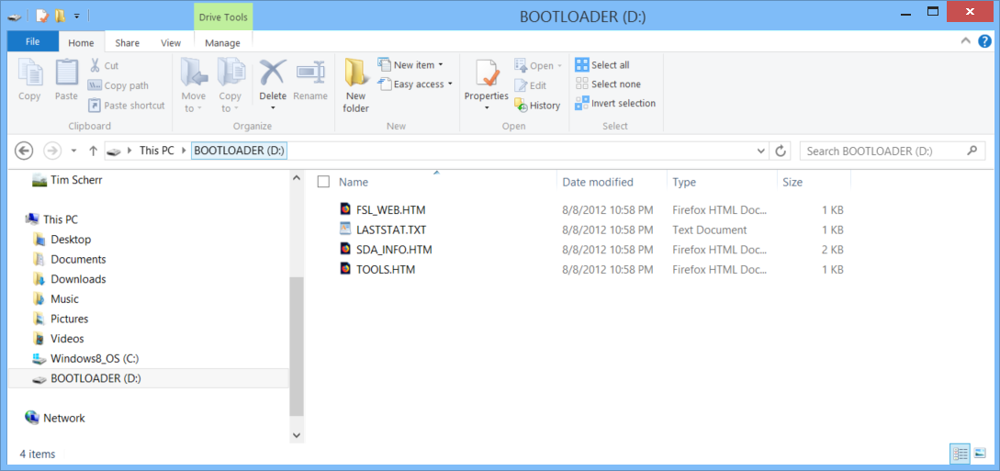 Drive Tools
BOOTLOADER (D:)
File Home Share View Manage
Copy
Paste
Cut
Copy path
Paste shortcut
Clipboard
Move to
Copy to
Delete
Rename
Organize
New folder
New item
Easy access
New
Properties
Open
Edit
History
Open
Select all
Select none
Invert selection
Select
This PC BOOTLOADER (D:)
Search BOOTLOADER (D:)
Tim Scherr
This PC
Desktop
Documents
Downloads
Music
Pictures
Videos
Windows8_OS (C:)
BOOTLOADER (D:)
Network
Name Date modified Type Size
FSL_WEB.HTM 8/8/2012 10:58 PM Firefox HTML Doc... 1 KB
LASTSTAT.TXT 8/8/2012 10:58 PM Text Document 1 KB
SDA_INFO.HTM 8/8/2012 10:58 PM Firefox HTML Doc... 2 KB
TOOLS.HTM 8/8/2012 10:58 PM Firefox HTML Doc... 1 KB
4 items